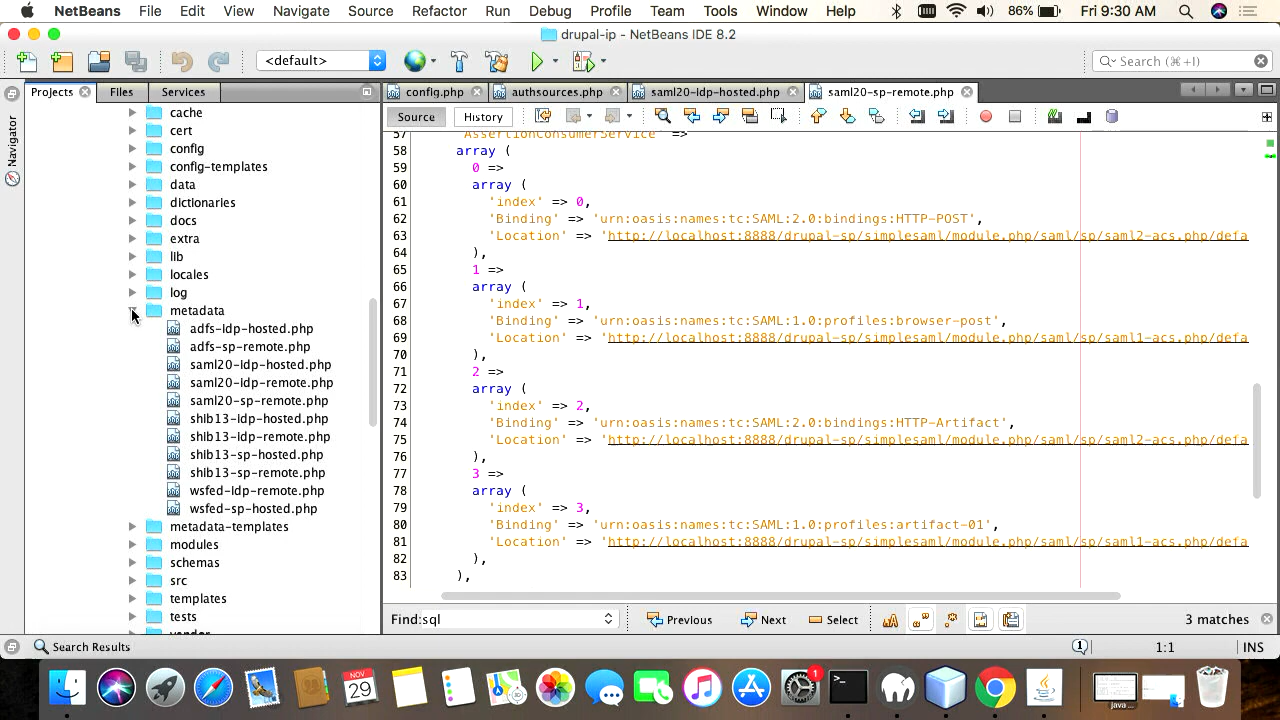 NetBeans File Edit View Navigate Source Refactor Run Debug Profile Team Tools Window Help 86% Fri 9:30 AM
drupal-ip - NetBeans IDE 8.2
<default>
Search (⌘+I)
Projects Files Services
config.php authsources.php saml20-idp-hosted.php saml20-sp-remote.php
Source History
Navigator
cache
cert
config
config-templates
data
dictionaries
docs
extra
lib
locales
log
metadata
adfs-idp-hosted.php
adfs-sp-remote.php
saml20-idp-hosted.php
saml20-idp-remote.php
saml20-sp-remote.php
shib13-idp-hosted.php
shib13-idp-remote.php
shib13-sp-hosted.php
shib13-sp-remote.php
wsfed-idp-remote.php
wsfed-sp-hosted.php
metadata-templates
modules
schemas
src
templates
tests
vendor
57 'AssertionConsumerService' =>
58 array (
59 0 =>
60 array (
61 'index' => 0,
62 'Binding' => 'urn:oasis:names:tc:SAML:2.0:bindings:HTTP-POST',
63 'Location' => 'http://localhost:8888/drupal-sp/simplesaml/module.php/saml/sp/saml2-acs.php/defa
64 ),
65 1 =>
66 array (
67 'index' => 1,
68 'Binding' => 'urn:oasis:names:tc:SAML:1.0:profiles:browser-post',
69 'Location' => 'http://localhost:8888/drupal-sp/simplesaml/module.php/saml/sp/saml1-acs.php/defa
70 ),
71 2 =>
72 array (
73 'index' => 2,
74 'Binding' => 'urn:oasis:names:tc:SAML:2.0:bindings:HTTP-Artifact',
75 'Location' => 'http://localhost:8888/drupal-sp/simplesaml/module.php/saml/sp/saml2-acs.php/defa
76 ),
77 3 =>
78 array (
79 'index' => 3,
80 'Binding' => 'urn:oasis:names:tc:SAML:1.0:profiles:artifact-01',
81 'Location' => 'http://localhost:8888/drupal-sp/simplesaml/module.php/saml/sp/saml1-acs.php/defa
82 ),
83 ),
Find: sql Previous Next Select aA 3 matches
Search Results 1 1:1 INS
NOV
29
1
java ...